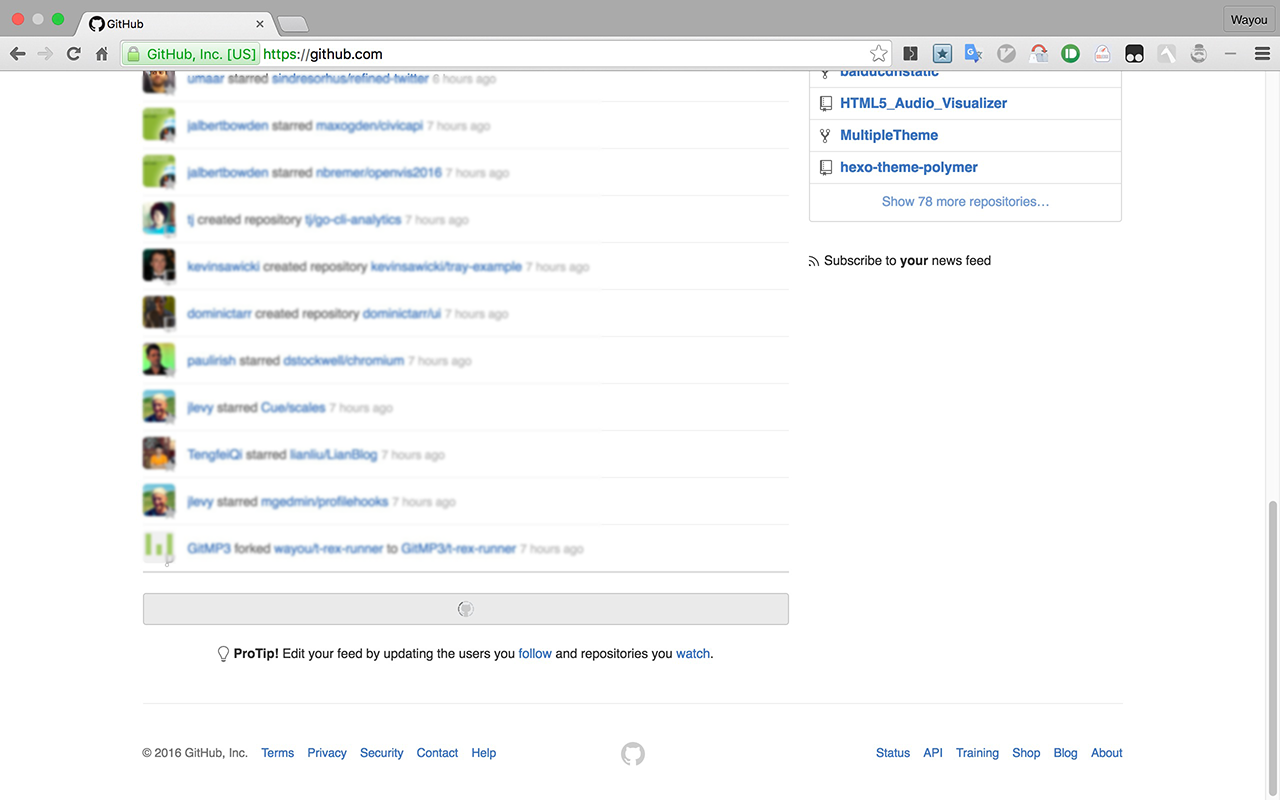 GitHub
Wayou
GitHub, Inc. [US] https://github.com
umaar starred sindresorhus/refined-twitter 6 hours ago
jalbertbowden starred maxogden/civicapi 7 hours ago
jalbertbowden starred nbremer/openvis2016 7 hours ago
tj created repository tj/go-cli-analytics 7 hours ago
kevinsawicki created repository kevinsawicki/tray-example 7 hours ago
dominictarr created repository dominictarr/ui 7 hours ago
paulirish starred dstockwell/chromium 7 hours ago
jlevy starred Cue/scales 7 hours ago
TengfeiQi starred lianliu/LianBlog 7 hours ago
jlevy starred mgedmin/profilehooks 7 hours ago
GitMP3 forked wayou/t-rex-runner to GitMP3/t-rex-runner 7 hours ago
ProTip! Edit your feed by updating the users you follow and repositories you watch.
HTML5_Audio_Visualizer
MultipleTheme
hexo-theme-polymer
Show 78 more repositories…
Subscribe to your news feed
© 2016 GitHub, Inc. Terms Privacy Security Contact Help
Status API Training Shop Blog About